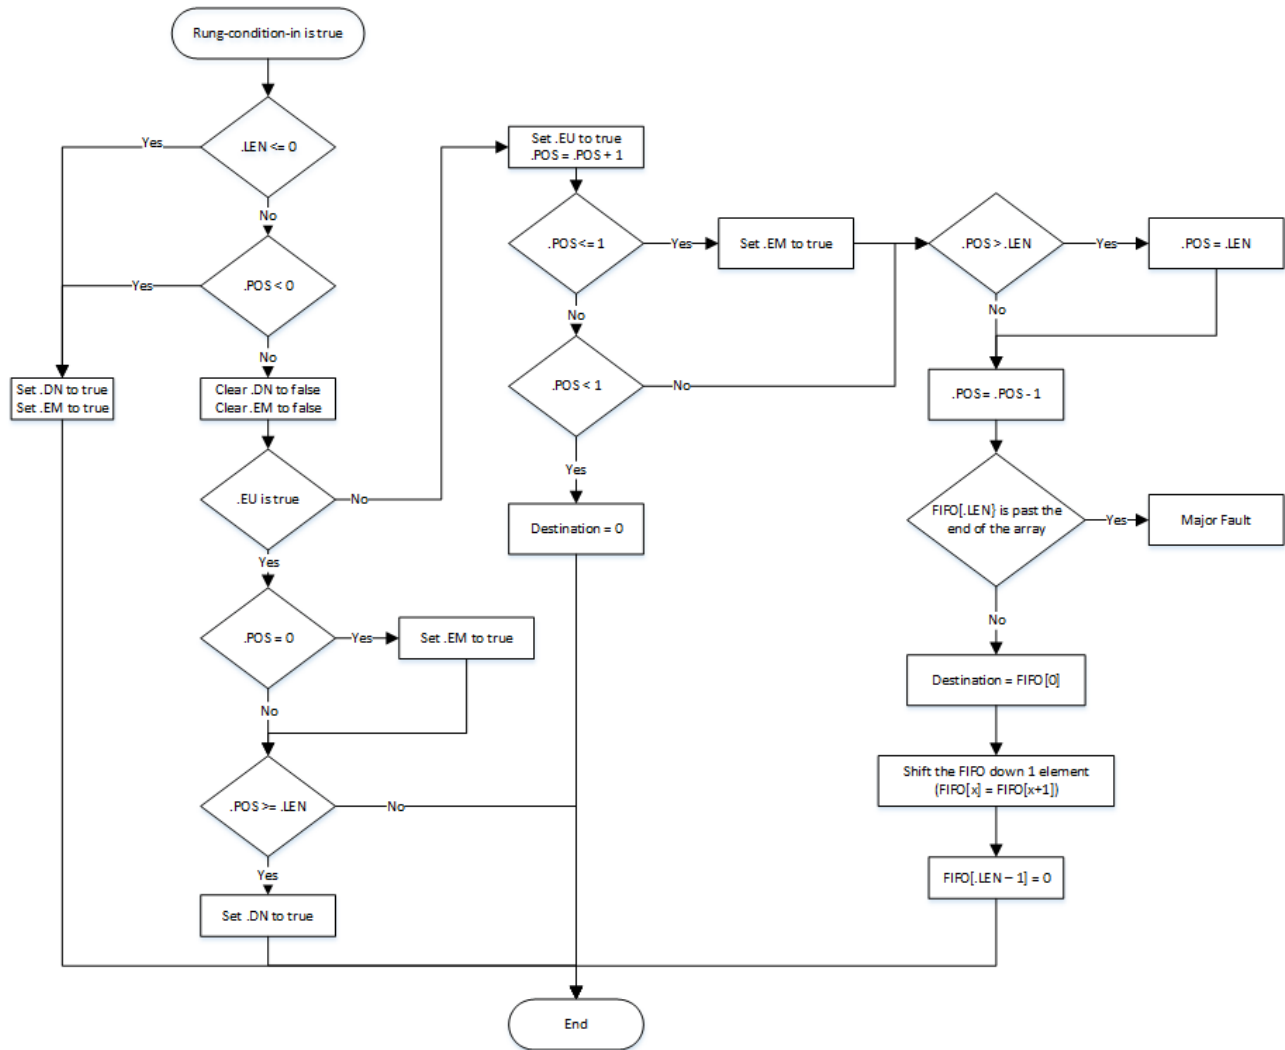 Rung-condition-in is true
.LEN <= 0
Yes
No
.POS < 0
Yes
No
Set .DN to true
Set .EM to true
Clear .DN to false
Clear .EM to false
.EU is true
No
Yes
.POS = 0
Yes
Set .EM to true
No
.POS >= .LEN
No
Yes
Set .DN to true
Set .EU to true
.POS = .POS + 1
.POS<= 1
Yes
Set .EM to true
No
.POS < 1
No
Yes
Destination = 0
.POS > .LEN
Yes
.POS = .LEN
No
.POS= .POS - 1
FIFO[.LEN} is past the
end of the array
Yes
Major Fault
No
Destination = FIFO[0]
Shift the FIFO down 1 element
(FIFO[x] = FIFO[x+1])
FIFO[.LEN – 1] = 0
End